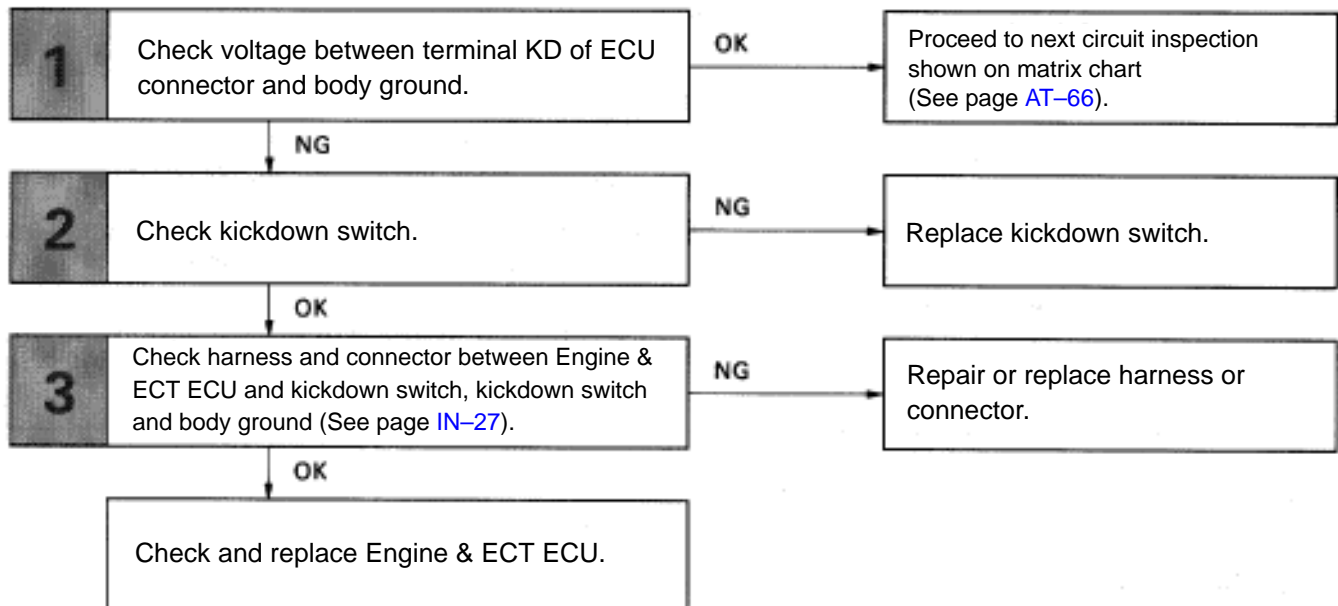 1
Check voltage between terminal KD of ECU
connector and body ground.
OK
Proceed to next circuit inspection
shown on matrix chart
(See page AT–66).
NG
2
Check kickdown switch.
NG
Replace kickdown switch.
OK
3
Check harness and connector between Engine &
ECT ECU and kickdown switch, kickdown switch
and body ground (See page IN–27).
NG
Repair or replace harness or
connector.
OK
Check and replace Engine & ECT ECU.